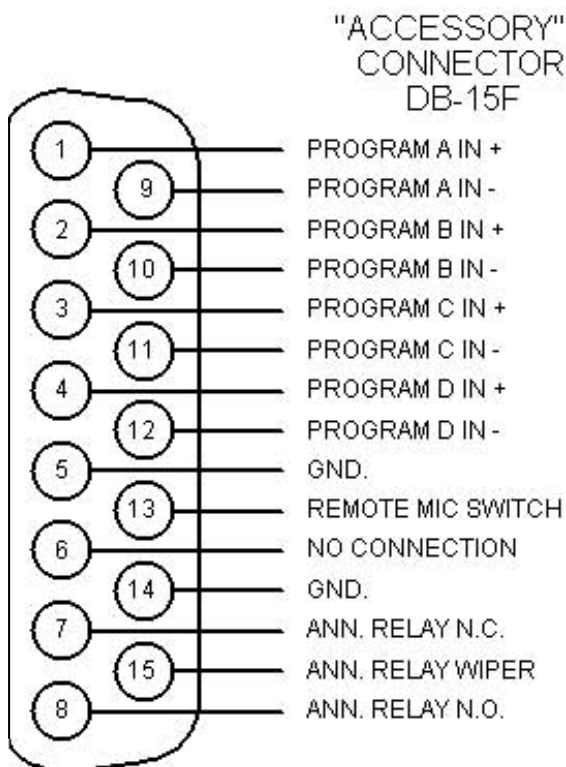 "ACCESSORY"
CONNECTOR
DB-15F
1 PROGRAM A IN +
9 PROGRAM A IN -
2 PROGRAM B IN +
10 PROGRAM B IN -
3 PROGRAM C IN +
11 PROGRAM C IN -
4 PROGRAM D IN +
12 PROGRAM D IN -
5 GND.
13 REMOTE MIC SWITCH
6 NO CONNECTION
14 GND.
7 ANN. RELAY N.C.
15 ANN. RELAY WIPER
8 ANN. RELAY N.O.